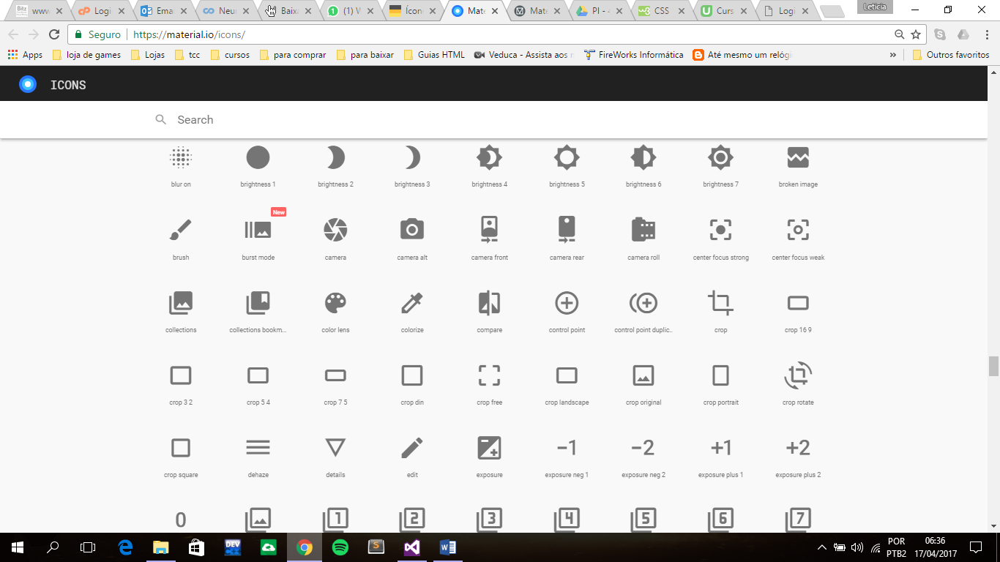 Leticia
Bitz www. Logi Ema Neu Baixa (1) W Íco Mate Mate PI - CSS Curs Logi
Seguro https://material.io/icons/
Apps loja de games Lojas tcc cursos para comprar para baixar Guias HTML Veduca - Assista aos FireWorks Informática Até mesmo um relóg » Outros favoritos
ICONS
Search
blur on brightness 1 brightness 2 brightness 3 brightness 4 brightness 5 brightness 6 brightness 7 broken image
New
brush burst mode camera camera alt camera front camera rear camera roll center focus strong center focus weak
collections collections bookm... color lens colorize compare control point control point duplic.. crop crop 16 9
crop 3 2 crop 5 4 crop 7 5 crop din crop free crop landscape crop original crop portrait crop rotate
-1 -2 +1 +2
crop square dehaze details edit exposure exposure neg 1 exposure neg 2 exposure plus 1 exposure plus 2
0 1 2 3 4 5 6 7
DEV C++ S W POR 06:36
PTB2 17/04/2017